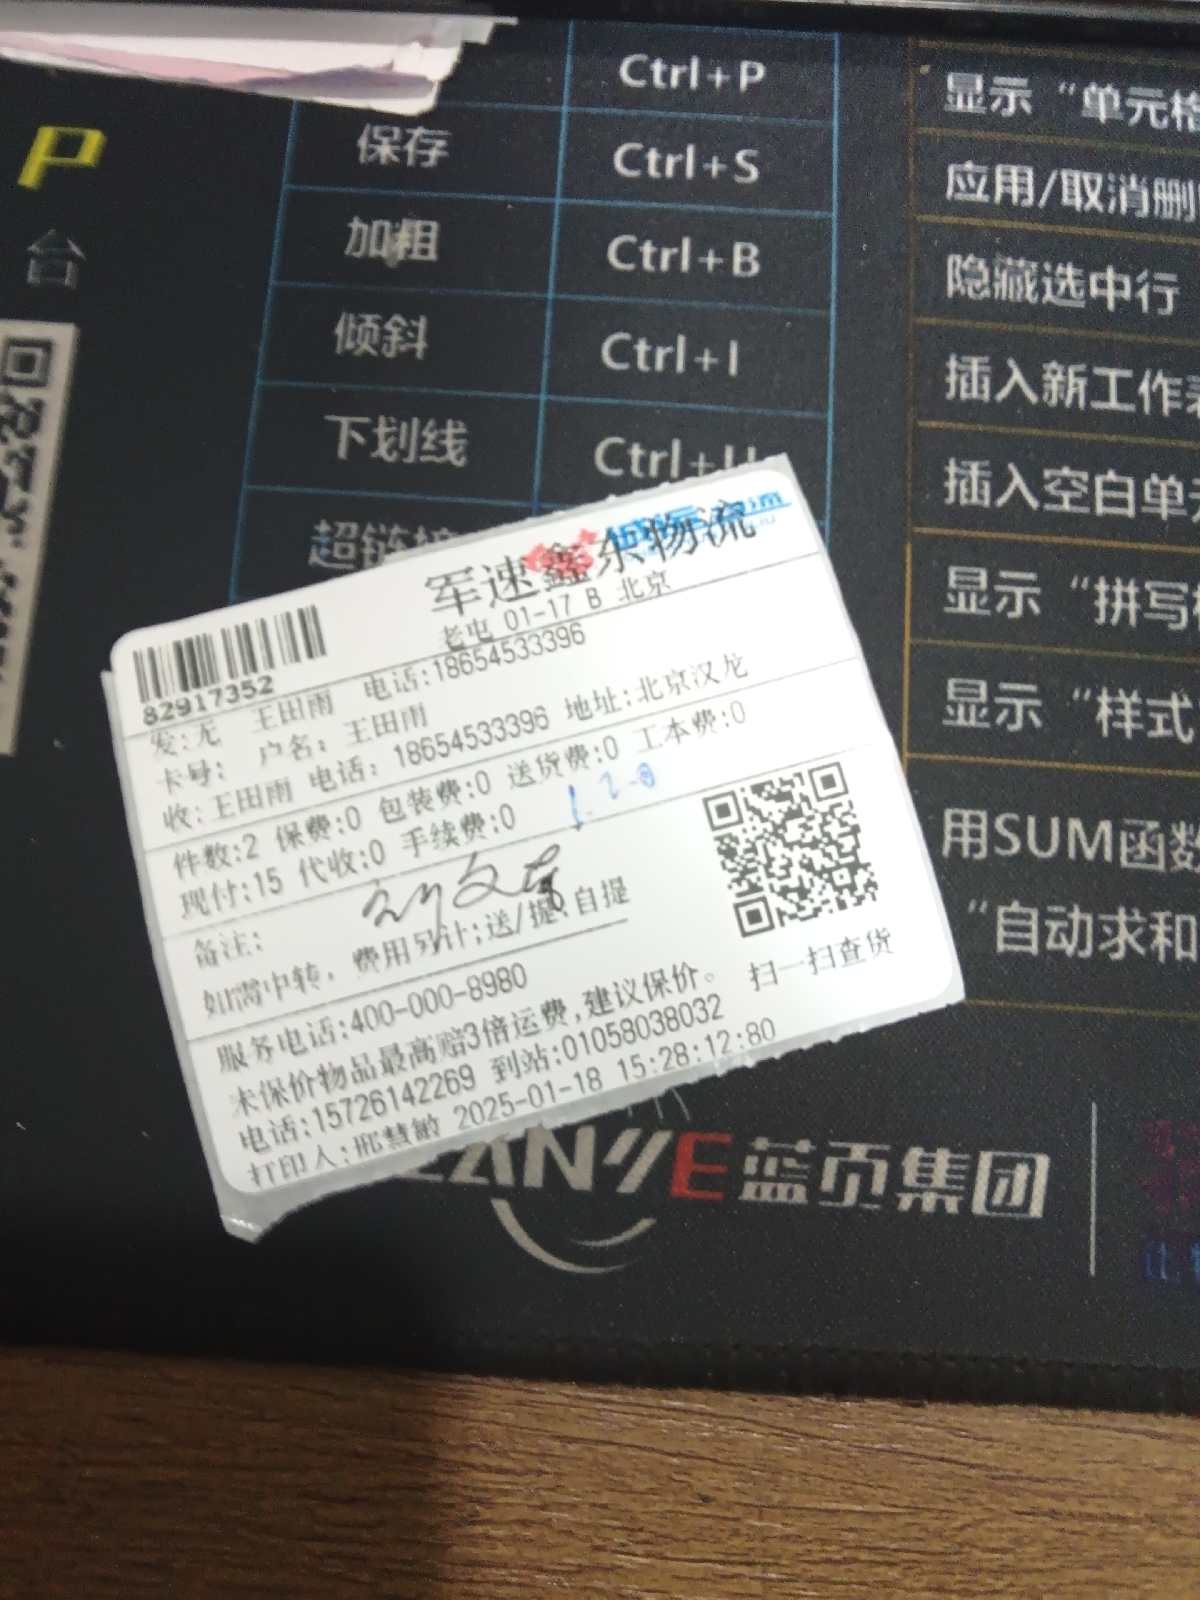 Ctrl+P
显示“单元格
保存
Ctrl+S
应用/取消删
P
加粗
Ctrl+B
台
隐藏选中行
倾斜
Ctrl+I
插入新工作表
下划线
Ctrl+U
插入空白单
超链接
显示“拼写
显示“样式
用SUM函数
“自动求和
军速鑫东物流
老屯 01-17 B 北京
82917352
发:无 王田雨 电话:18654533396
卡号: 户名: 王田雨
收: 王田雨 电话: 18654533396 地址:北京汉龙
件数:2 保费:0 包装费:0 送货费:0 工本费:0
现付:15 代收:0 手续费:0
备注:
如需中转, 费用另计;送/提:自提
服务电话:400-000-8980
未保价物品最高赔3倍运费,建议保价。
扫一扫查货
电话:15726142269 到站:01058038032
打印人:邢慧敏 2025-01-18 15:28:12:80
LANYE 蓝页集团